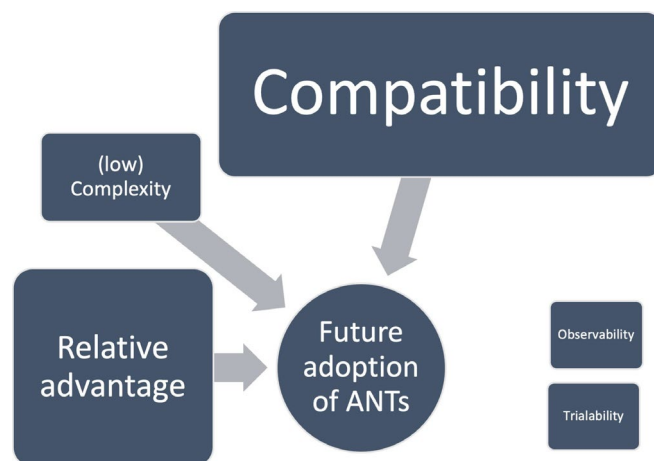 Compatibility
(low)
Complexity
Relative
advantage
Future
adoption
of ANTs
Observability
Trialability